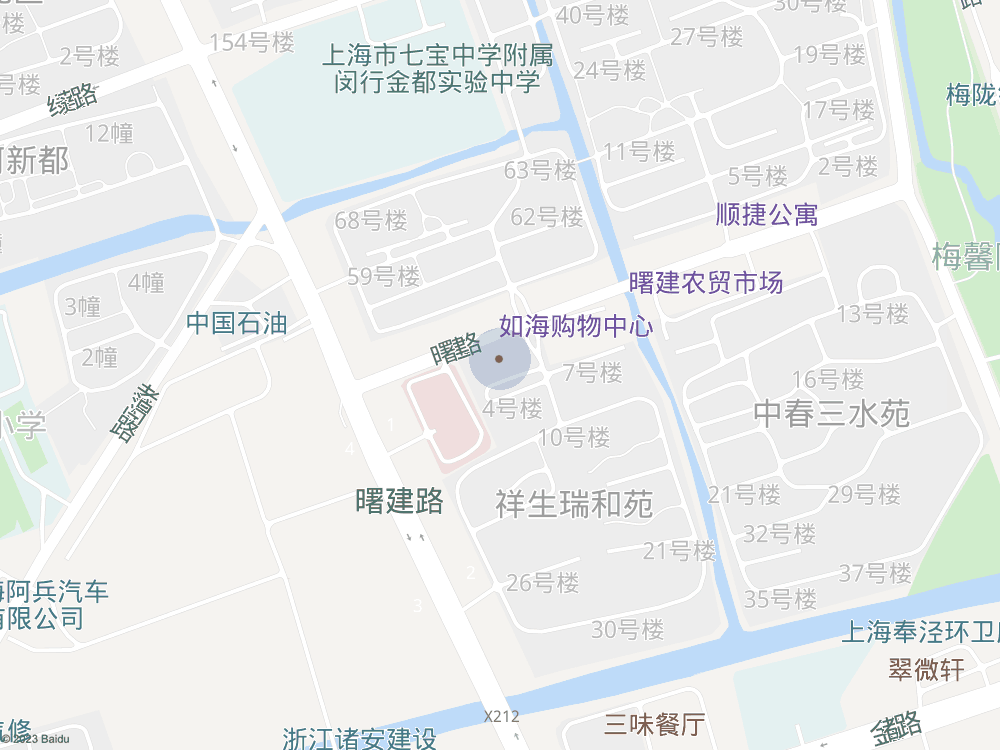 号楼
40号楼
30号楼
154号楼
2号楼
27号楼
19号楼
上海市七宝中学附属
闵行金都实验中学
24号楼
号楼
梅陇
绿莲路
17号楼
12幢
11号楼
新都
63号楼
5号楼
2号楼
68号楼
62号楼
顺捷公寓
梅馨
59号楼
曙建农贸市场
4幢
3幢
中国石油
如海购物中心
13号楼
曙建路
2幢
7号楼
16号楼
4号楼
中春三水苑
小学
1
10号楼
4
曙建路
祥生瑞和苑
21号楼
29号楼
32号楼
21号楼
2
26号楼
37号楼
阿兵汽车
有限公司
3
35号楼
30号楼
上海奉泾环卫
翠微轩
X212
三味餐厅
修
浙江诸安建设
© 2023 Baidu